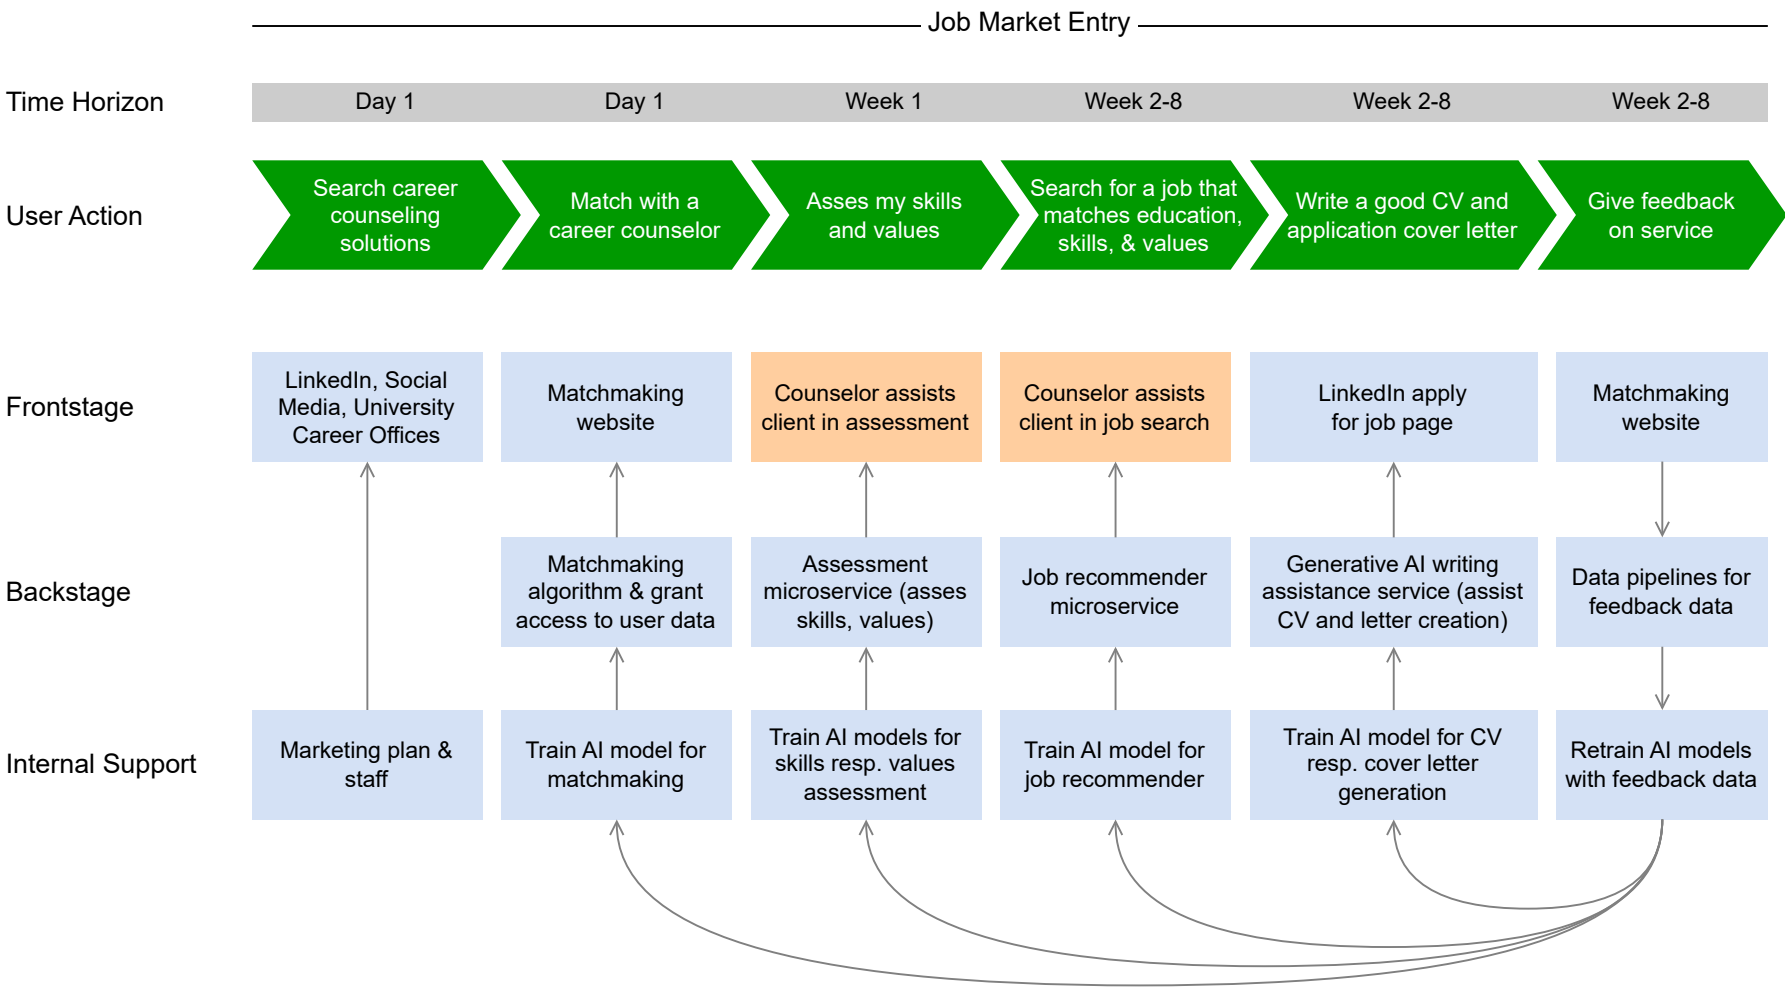 Job Market Entry
Time Horizon
Day 1
Day 1
Week 1
Week 2-8
Week 2-8
Week 2-8
User Action
Search career
counseling
solutions
Match with a
career counselor
Asses my skills
and values
Search for a job that
matches education,
skills, & values
Write a good CV and
application cover letter
Give feedback
on service
Frontstage
LinkedIn, Social
Media, University
Career Offices
Matchmaking
website
Counselor assists
client in assessment
Counselor assists
client in job search
LinkedIn apply
for job page
Matchmaking
website
Backstage
Matchmaking
algorithm & grant
access to user data
Assessment
microservice (asses
skills, values)
Job recommender
microservice
Generative AI writing
assistance service (assist
CV and letter creation)
Data pipelines for
feedback data
Internal Support
Marketing plan &
staff
Train AI model for
matchmaking
Train AI models for
skills resp. values
assessment
Train AI model for
job recommender
Train AI model for CV
resp. cover letter
generation
Retrain AI models
with feedback data